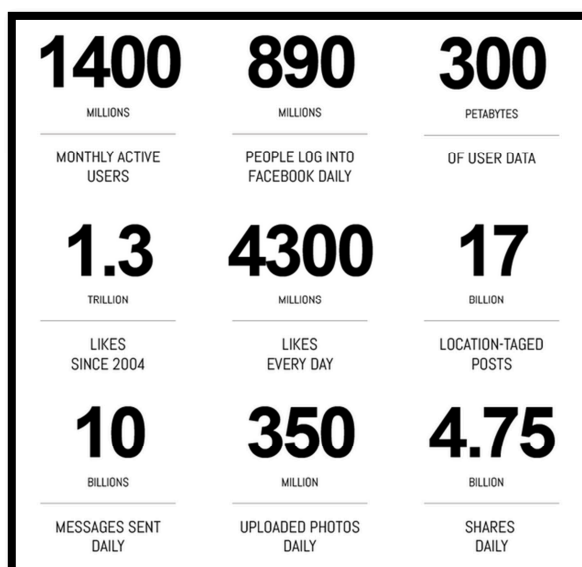 1400
MILLIONS
MONTHLY ACTIVE
USERS
890
MILLIONS
PEOPLE LOG INTO
FACEBOOK DAILY
300
PETABYTES
OF USER DATA
1.3
TRILLION
LIKES
SINCE 2004
4300
MILLIONS
LIKES
EVERY DAY
17
BILLION
LOCATION-TAGED
POSTS
10
BILLIONS
MESSAGES SENT
DAILY
350
MILLION
UPLOADED PHOTOS
DAILY
4.75
BILLION
SHARES
DAILY